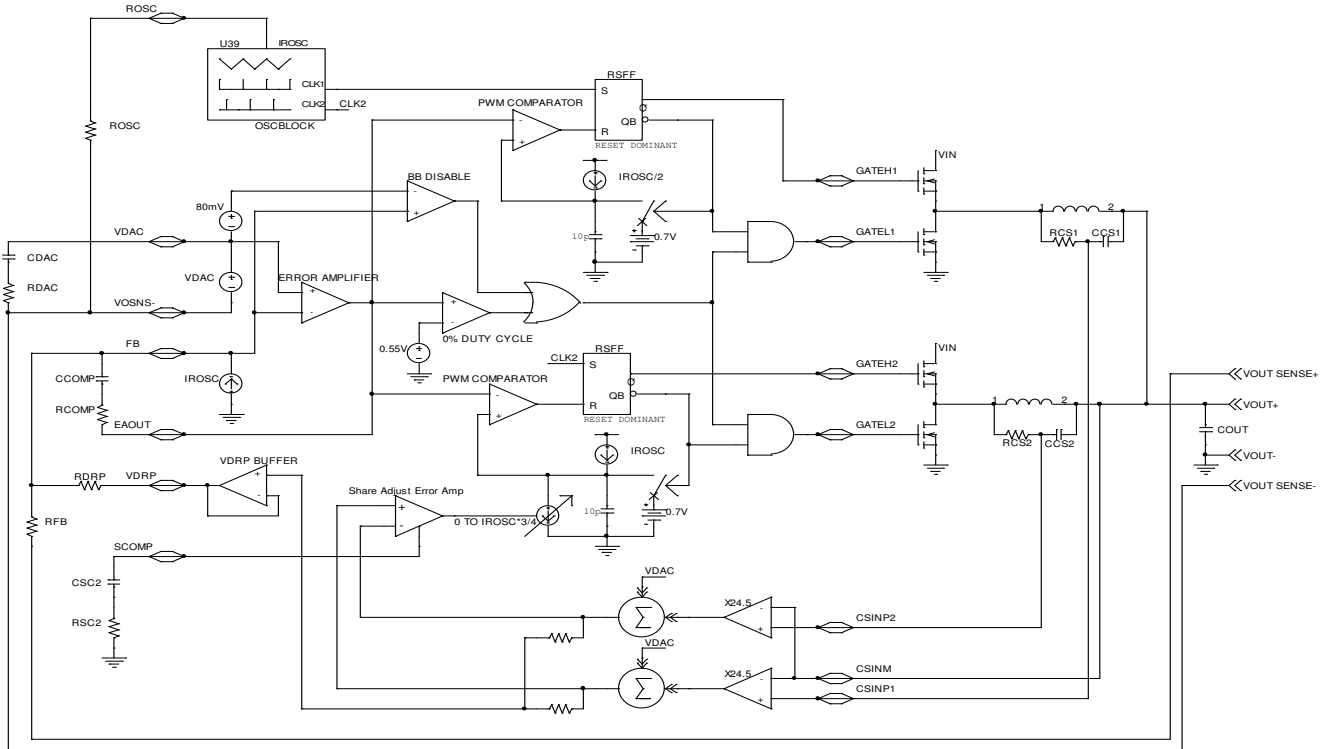 ROSC
U39
IROSC
CLK1
CLK2
CLK2
OSCBLOCK
ROSC
RSFF
S
QB
R
RESET DOMINANT
PWM COMPARATOR
-
+
IROSC/2
10p
0.7V
BB DISABLE
-
+
80mV
VDAC
VDAC
CDAC
RDAC
VOSNS-
ERROR AMPLIFIER
+
-
0% DUTY CYCLE
+
-
0.55V
GATEH1
VIN
GATEL1
1
2
RCS1
CCS1
FB
CCOMP
RCOMP
IROSC
EAOUT
CLK2
RSFF
S
QB
R
RESET DOMINANT
PWM COMPARATOR
-
+
IROSC
10p
0.7V
GATEH2
VIN
GATEL2
1
2
RCS2
CCS2
VOUT SENSE+
VOUT+
COUT
VOUT-
VOUT SENSE-
VDRP BUFFER
+
-
RDRP
VDRP
RFB
Share Adjust Error Amp
+
-
0 TO IROSC*3/4
SCOMP
CSC2
RSC2
VDAC
Σ
X24.5
-
+
CSINP2
VDAC
Σ
X24.5
-
+
CSINM
CSINP1